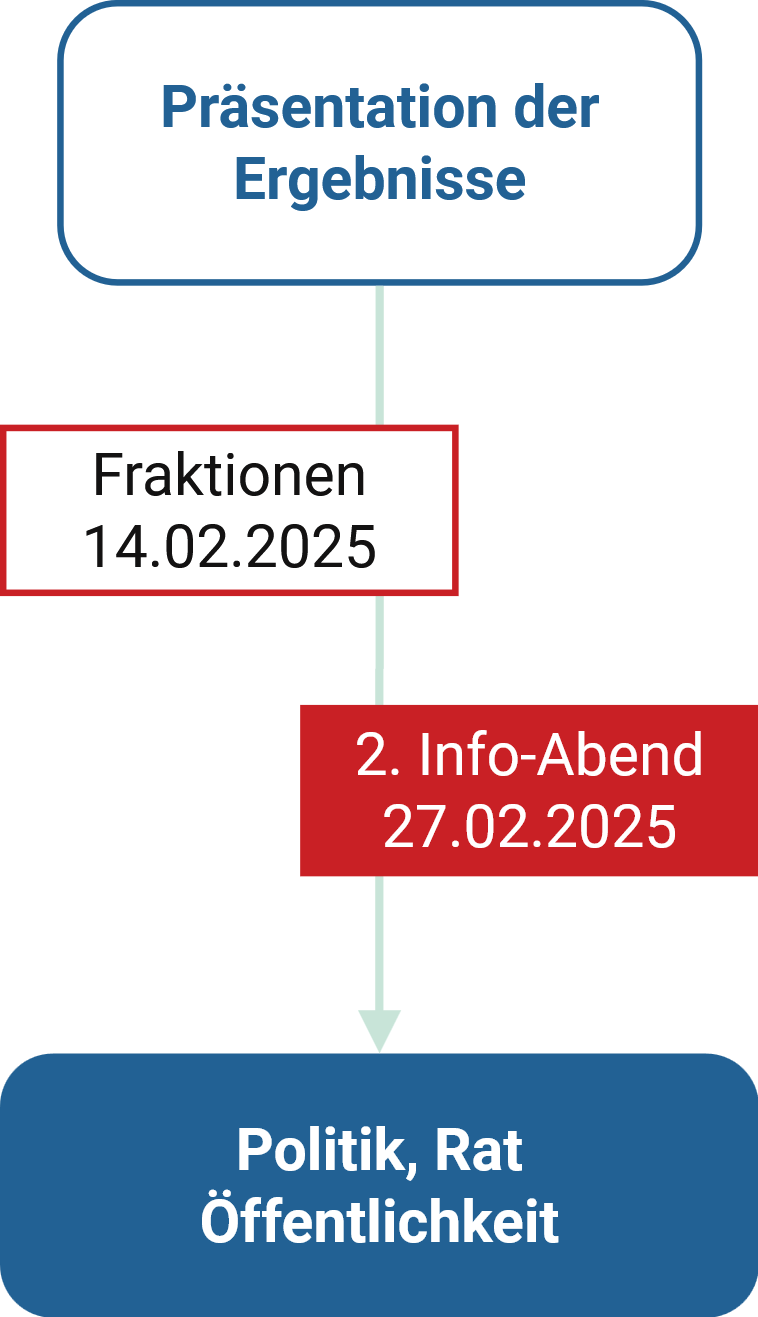 Präsentation der
Ergebnisse
Fraktionen
14.02.2025
2. Info-Abend
27.02.2025
Politik, Rat
Öffentlichkeit